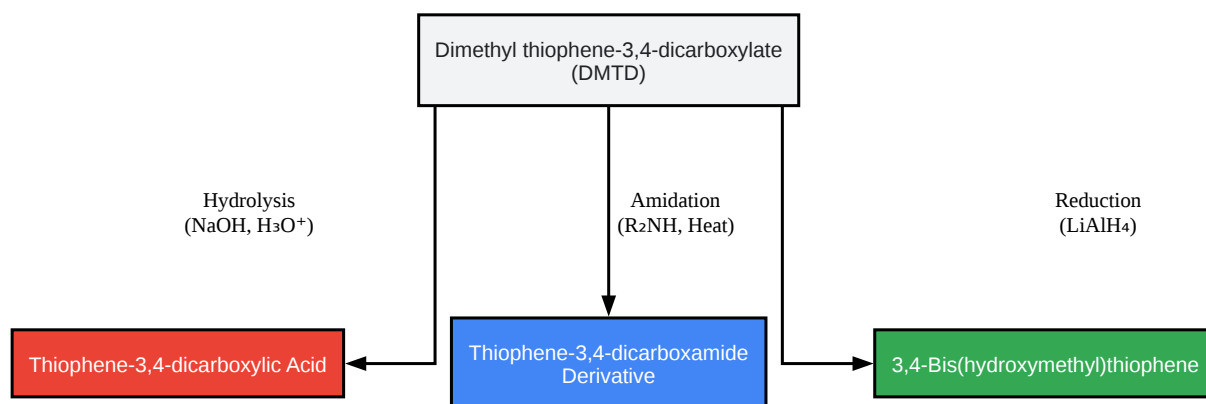 Dimethyl thiophene-3,4-dicarboxylate
(DMTD)
Hydrolysis
(NaOH, H₃O⁺)
Amidation
(R₂NH, Heat)
Reduction
(LiAlH₄)
Thiophene-3,4-dicarboxylic Acid
Thiophene-3,4-dicarboxamide
Derivative
3,4-Bis(hydroxymethyl)thiophene